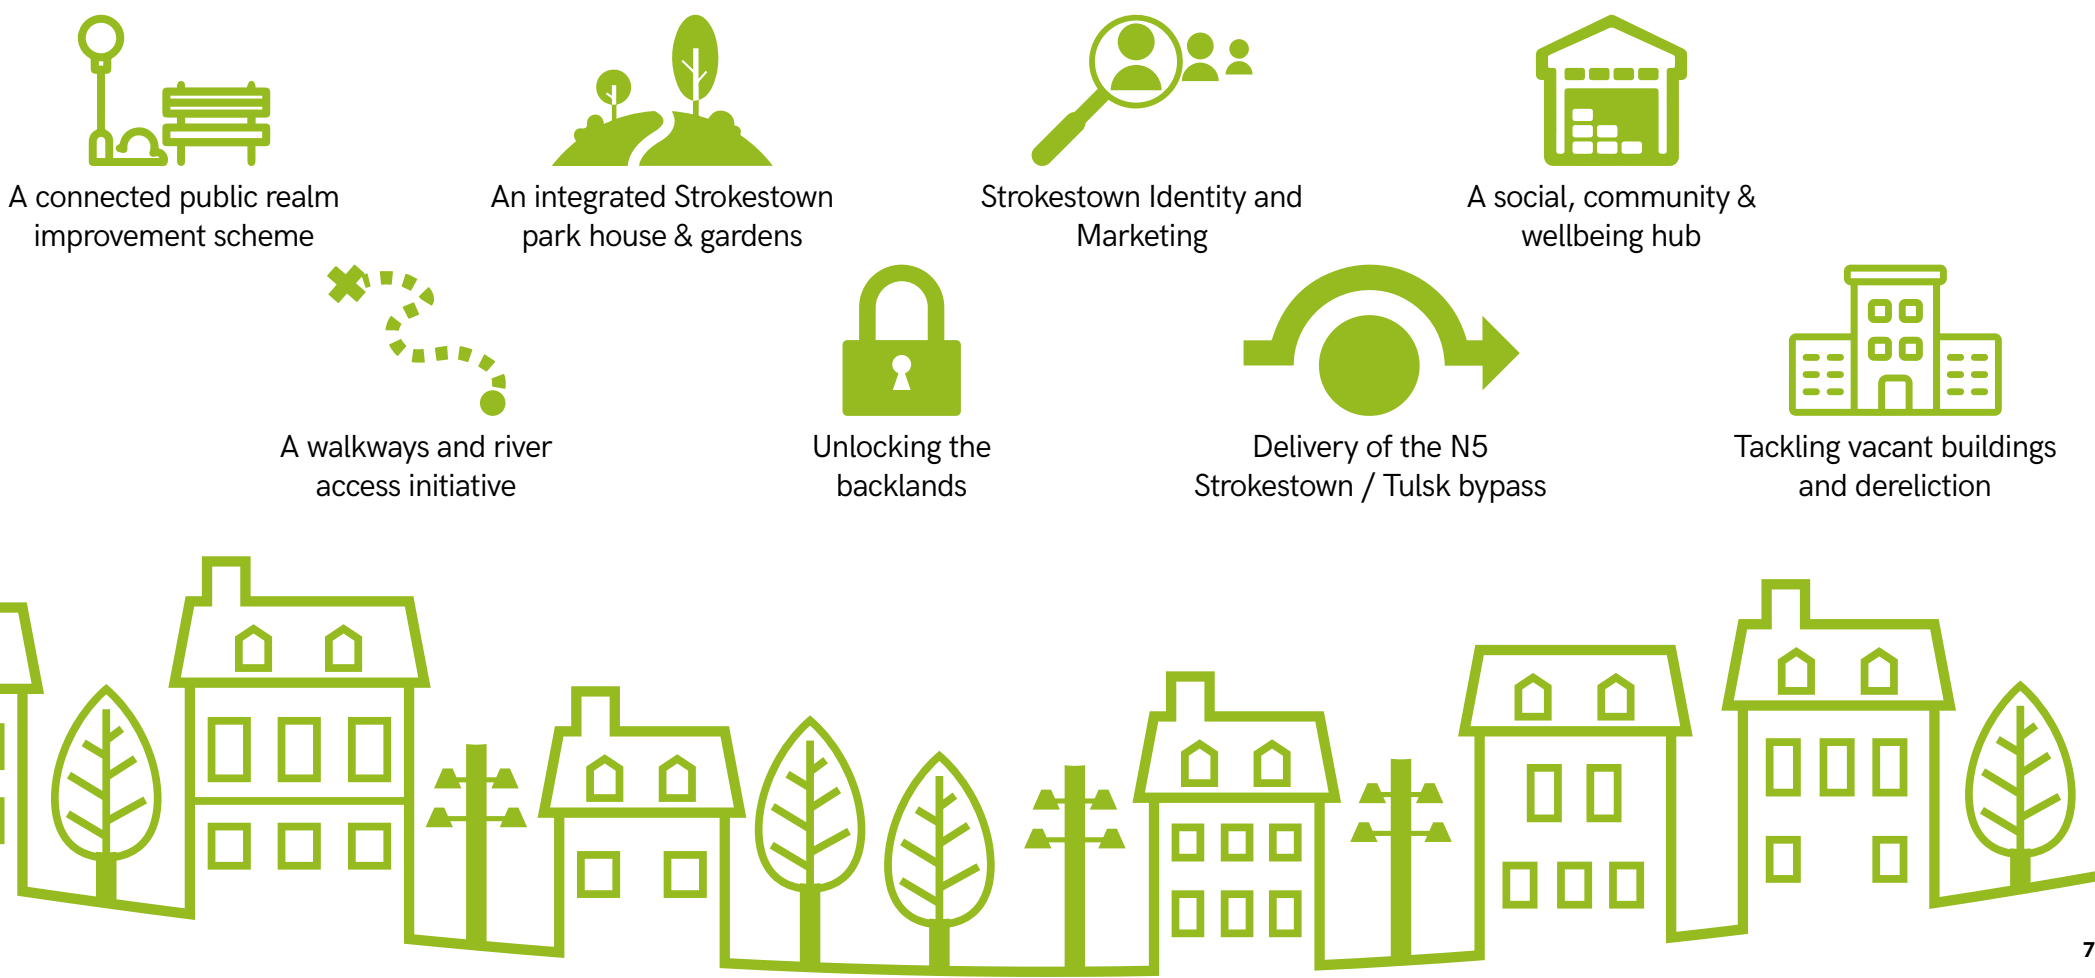 A connected public realm
improvement scheme
An integrated Strokestown
park house & gardens
Strokestown Identity and
Marketing
A social, community &
wellbeing hub
A walkways and river
access initiative
Unlocking the
backlands
Delivery of the N5
Strokestown / Tulsk bypass
Tackling vacant buildings
and dereliction
7